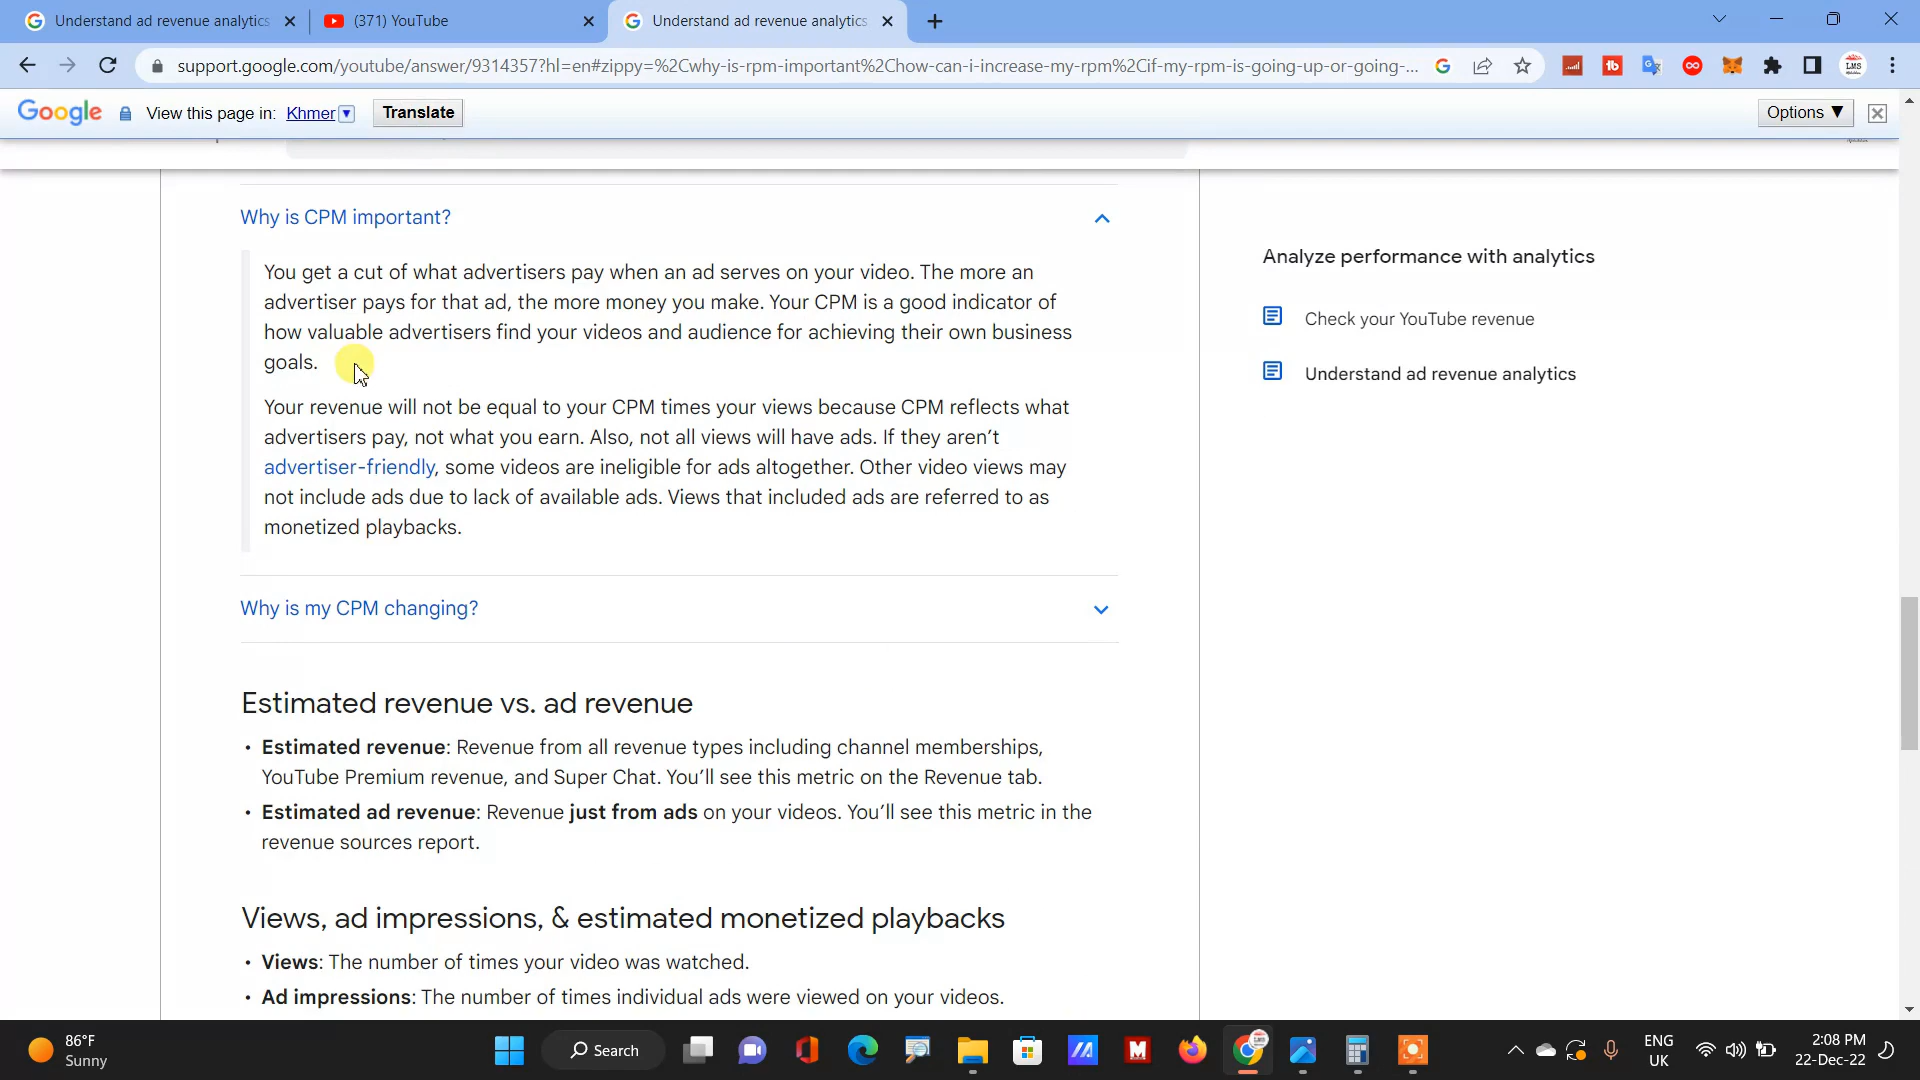 Understand ad revenue analytics
(371) YouTube
Understand ad revenue analytics
support.google.com/youtube/answer/9314357?hl=en#zippy=%2Cwhy-is-rpm-important%2Chow-can-i-increase-my-rpm%2Cif-my-rpm-is-going-up-or-going-...
Google View this page in: Khmer Translate Options ▼
Why is CPM important?
You get a cut of what advertisers pay when an ad serves on your video. The more an
advertiser pays for that ad, the more money you make. Your CPM is a good indicator of
how valuable advertisers find your videos and audience for achieving their own business
goals.
Your revenue will not be equal to your CPM times your views because CPM reflects what
advertisers pay, not what you earn. Also, not all views will have ads. If they aren’t
advertiser-friendly, some videos are ineligible for ads altogether. Other video views may
not include ads due to lack of available ads. Views that included ads are referred to as
monetized playbacks.
Why is my CPM changing?
Estimated revenue vs. ad revenue
• Estimated revenue: Revenue from all revenue types including channel memberships,
YouTube Premium revenue, and Super Chat. You’ll see this metric on the Revenue tab.
• Estimated ad revenue: Revenue just from ads on your videos. You’ll see this metric in the
revenue sources report.
Views, ad impressions, & estimated monetized playbacks
• Views: The number of times your video was watched.
• Ad impressions: The number of times individual ads were viewed on your videos.
Analyze performance with analytics
Check your YouTube revenue
Understand ad revenue analytics
86°F
Sunny
Search
ENG
UK
2:08 PM
22-Dec-22